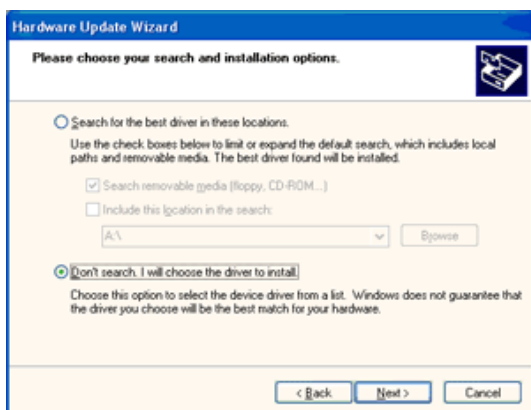 Hardware Update Wizard
Please choose your search and installation options.
Search for the best driver in these locations.
Use the check boxes below to limit or expand the default search, which includes local
paths and removable media. The best driver found will be installed.
Search removable media (floppy, CD-ROM...)
Include this location in the search:
A:\
Browse
Don't search. I will choose the driver to install.
Choose this option to select the device driver from a list. Windows does not guarantee that
the driver you choose will be the best match for your hardware.
< Back Next > Cancel